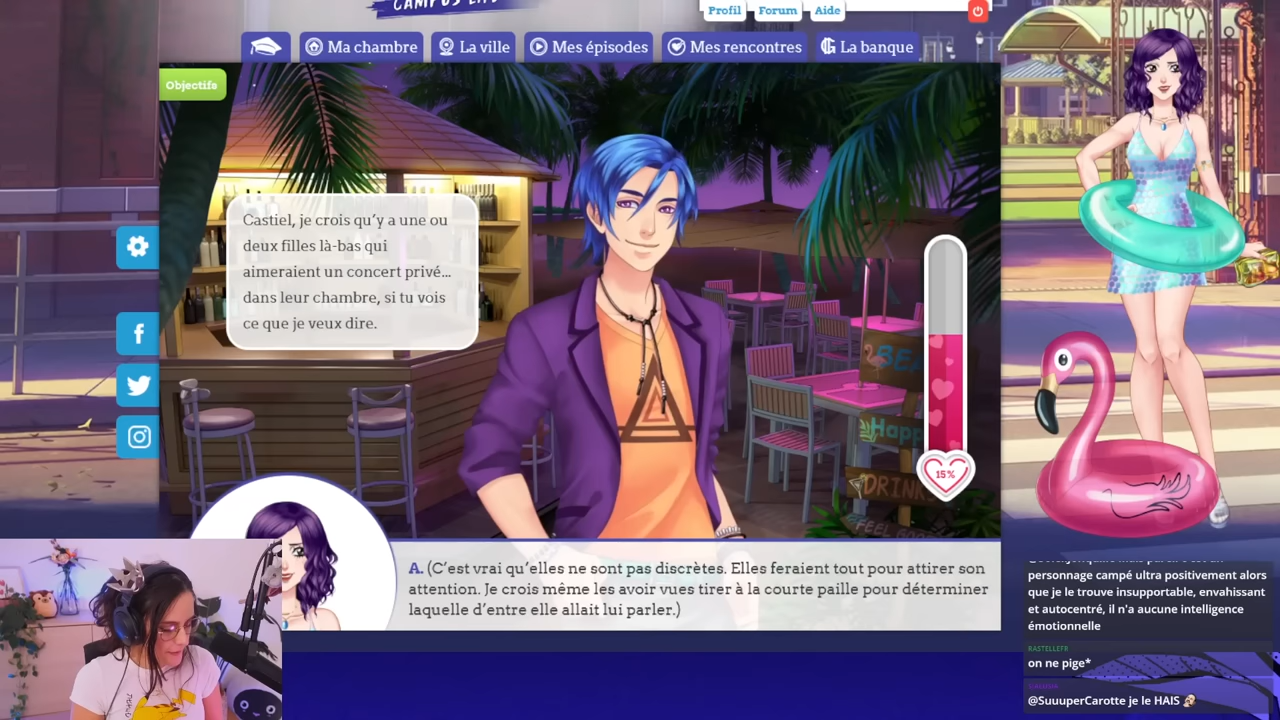 CAMPUS LIFE
Profil
Forum
Aide
Ma chambre
La ville
Mes épisodes
Mes rencontres
La banque
Objectifs
Castiel, je crois qu'y a une ou
deux filles là-bas qui
aimeraient un concert privé...
dans leur chambre, si tu vois
ce que je veux dire.
15%
DRINK
A. (C'est vrai qu'elles ne sont pas discrètes. Elles feraient tout pour attirer son
attention. Je crois même les avoir vues tirer à la courte paille pour déterminer
laquelle d'entre elle allait lui parler.)
personnage campé ultra positivement alors
que je le trouve insupportable, envahissant
et autocentré, il n'a aucune intelligence
émotionnelle
RASTELLEFR
on ne pige*
@SuuuperCarotte je le HAIS